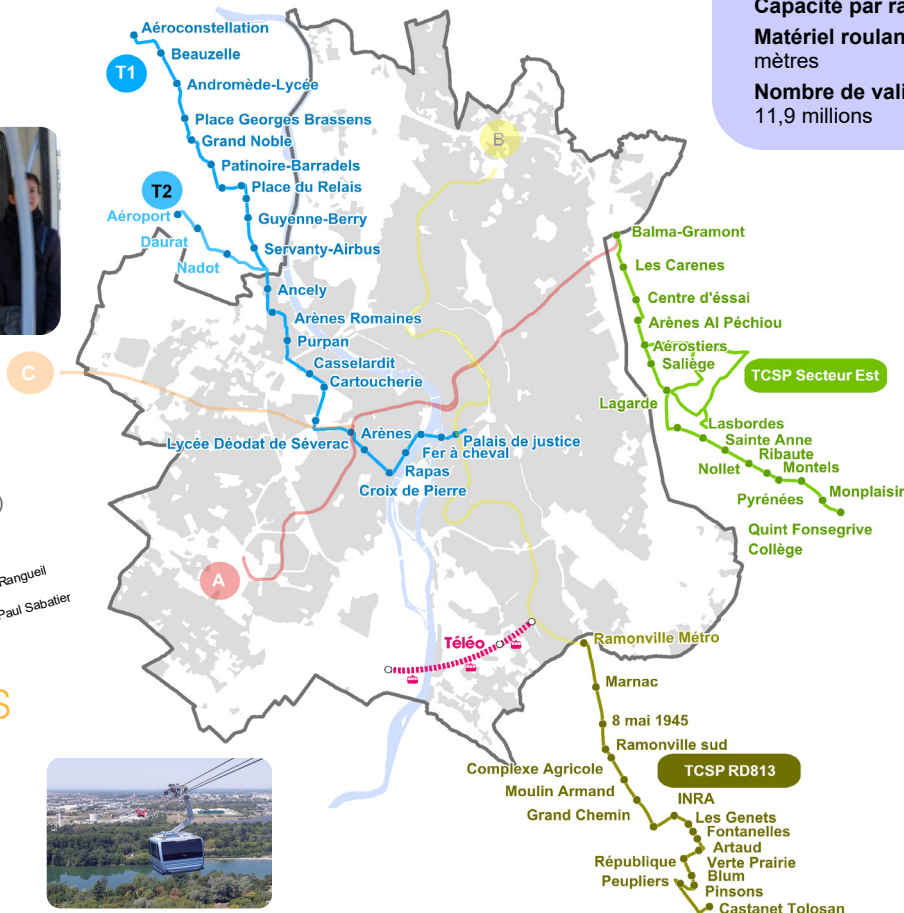 Capacité par ra
Matériel roulan
mètres
Nombre de vali
11,9 millions
Aéroconstellation
Beauzelle
T1
Andromède-Lycée
Place Georges Brassens
Grand Noble
B
Patinoire-Barradels
T2
Place du Relais
Aéroport
Guyenne-Berry
Daurat
Servanty-Airbus
Nadot
Ancely
Arènes Romaines
Purpan
Casselardit
C
Cartoucherie
Lycée Déodat de Séverac
Arènes
Palais de justice
Fer à cheval
Rapas
Croix de Pierre
Balma-Gramont
Les Carenes
Centre d'éssai
Arènes Al Péchiou
Aérostiers
Saliège
TCSP Secteur Est
Lagarde
Lasbordes
Sainte Anne
Ribaute
Nollet
Montels
Pyrénées
Monplaisir
Quint Fonsegrive
Collège
)
Rangueil
Paul Sabatier
A
Téléo
S
Ramonville Métro
Marnac
8 mai 1945
Ramonville sud
Complexe Agricole
TCSP RD813
Moulin Armand
INRA
Grand Chemin
Les Genets
Fontanelles
Artaud
République
Verte Prairie
Blum
Peupliers
Pinsons
Castanet Tolosan